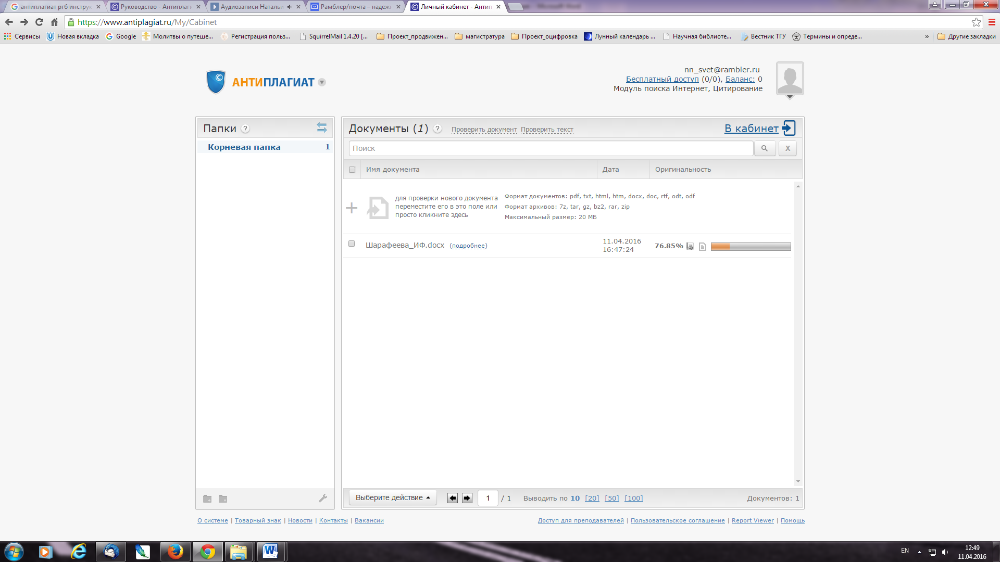 антиплагиат ргб инструк
Руководство - Антиплаги
Аудиозаписи Натальи
Рамблер/почта – надежн
Личный кабинет - Антип
https://www.antiplagiat.ru/My/Cabinet
Сервисы
Новая вкладка
Google
Молитвы о путеше...
Регистрация польз...
SquirrelMail 1.4.20 [...
Проект_продвижен...
магистратура
Проект_оцифровка
Лунный календарь ...
Научная библиоте...
Вестник ТГУ
Термины и опреде...
»
Другие закладки
АНТИПЛАГИАТ
nn_svet@rambler.ru
Бесплатный доступ (0/0), Баланс: 0
Модуль поиска Интернет, Цитирование
Папки ?
Корневая папка 1
Документы (1) ? Проверить документ Проверить текст
В кабинет
Поиск
X
Имя документа
Дата
Оригинальность
для проверки нового документа
переместите его в это поле или
просто кликните здесь
Формат документов: pdf, txt, html, htm, docx, doc, rtf, odt, odf
Формат архивов: 7z, tar, gz, bz2, rar, zip
Максимальный размер: 20 МБ
Шарафеева_ИФ.docx (подробнее)
11.04.2016
16:47:24
76.85%
Выберите действие
1 / 1
Выводить по 10 [20] [50] [100]
Документов: 1
О системе | Товарный знак | Новости | Контакты | Вакансии
Доступ для преподавателей | Пользовательское соглашение | Report Viewer | Помощь
EN
12:49
11.04.2016